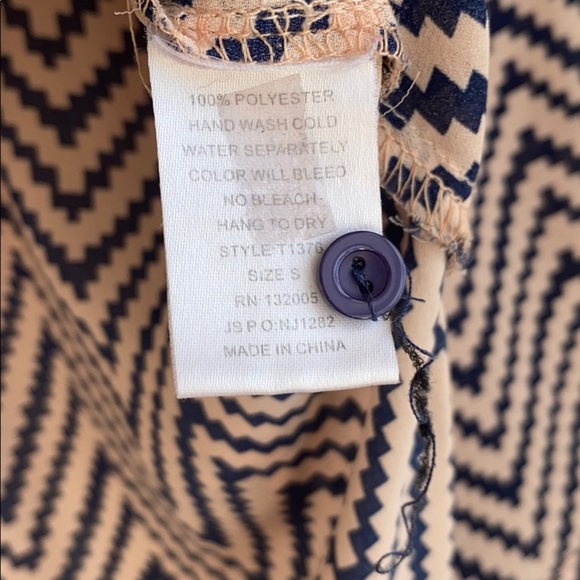 100% POLYESTER
HAND WASH COLD
WATER SEPARATELY
COLOR WILL BLEED
NO BLEACH
HANG TO DRY
STYLE:T1376
SIZE:S
RN:132005
JS P.O:NJ1282
MADE IN CHINA